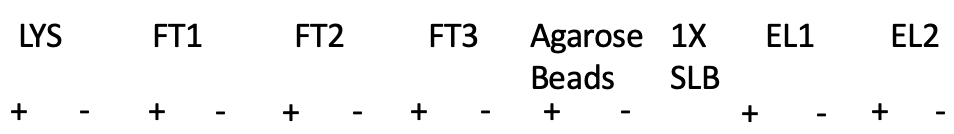 LYS FT1 FT2 FT3 Agarose 1X EL1 EL2
Beads SLB
+ - + - + - + - + - + - + -